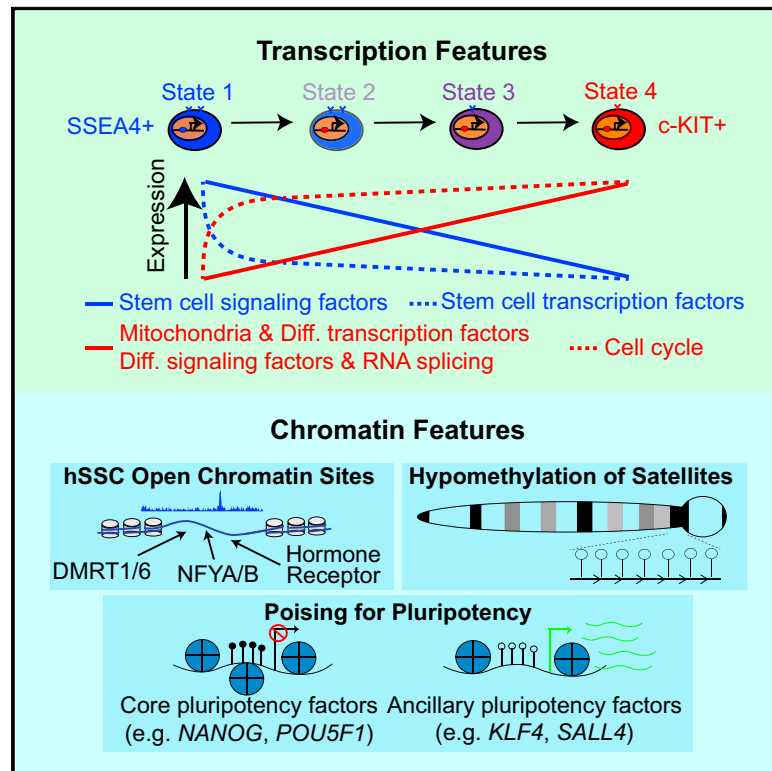 Transcription Features
State 1
State 2
State 3
State 4
SSEA4+
c-KIT+
Expression
Stem cell signaling factors
Stem cell transcription factors
Mitochondria & Diff. transcription factors
Diff. signaling factors & RNA splicing
Cell cycle
Chromatin Features
hSSC Open Chromatin Sites
DMRT1/6
NFYA/B
Hormone
Receptor
Hypomethylation of Satellites
Poising for Pluripotency
Core pluripotency factors
(e.g. NANOG, POU5F1)
Ancillary pluripotency factors
(e.g. KLF4, SALL4)